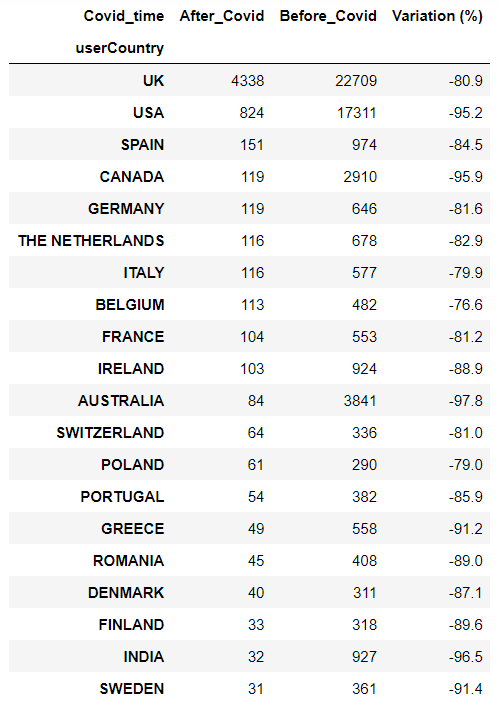 Covid_time After_Covid Before_Covid Variation (%)
userCountry
UK 4338 22709 -80.9
USA 824 17311 -95.2
SPAIN 151 974 -84.5
CANADA 119 2910 -95.9
GERMANY 119 646 -81.6
THE NETHERLANDS 116 678 -82.9
ITALY 116 577 -79.9
BELGIUM 113 482 -76.6
FRANCE 104 553 -81.2
IRELAND 103 924 -88.9
AUSTRALIA 84 3841 -97.8
SWITZERLAND 64 336 -81.0
POLAND 61 290 -79.0
PORTUGAL 54 382 -85.9
GREECE 49 558 -91.2
ROMANIA 45 408 -89.0
DENMARK 40 311 -87.1
FINLAND 33 318 -89.6
INDIA 32 927 -96.5
SWEDEN 31 361 -91.4